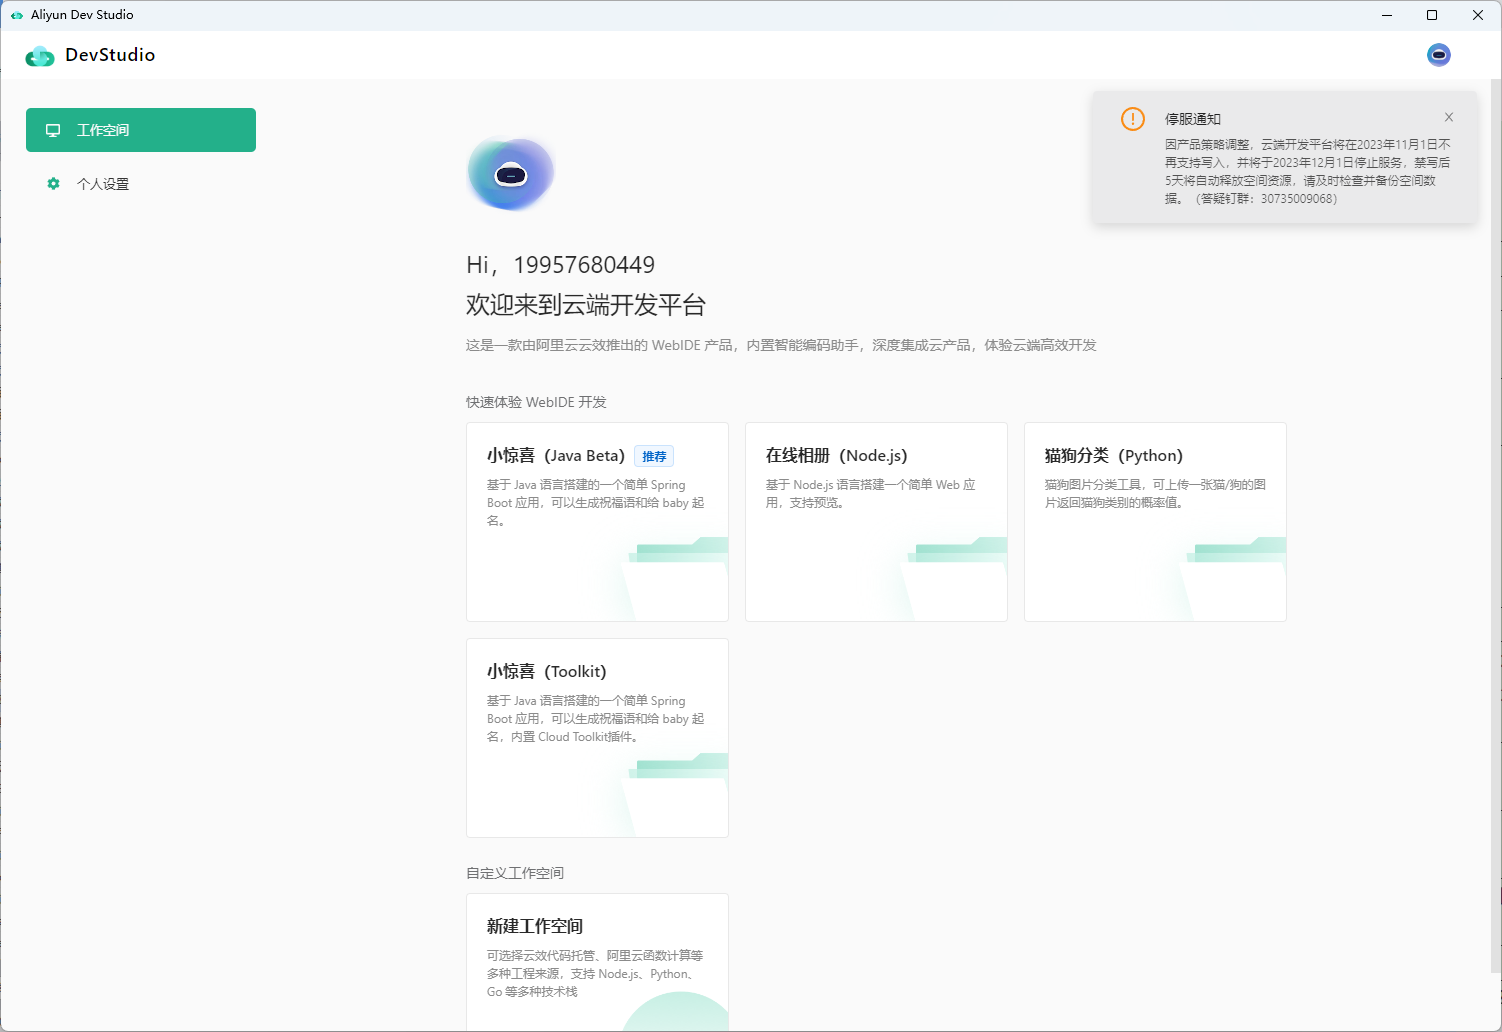 Aliyun Dev Studio
DevStudio
工作空间
个人设置
停服通知
因产品策略调整，云端开发平台将在2023年11月1日不
再支持写入，并将于2023年12月1日停止服务，禁写后
5天将自动释放空间资源，请及时检查并备份空间数
据。（答疑钉群：30735009068）
Hi，19957680449
欢迎来到云端开发平台
这是一款由阿里云云效推出的 WebIDE 产品，内置智能编码助手，深度集成云产品，体验云端高效开发
快速体验 WebIDE 开发
小惊喜（Java Beta） 推荐
基于 Java 语言搭建的一个简单 Spring
Boot 应用，可以生成祝福语和给 baby 起
名。
在线相册（Node.js）
基于 Node.js 语言搭建一个简单 Web 应
用，支持预览。
猫狗分类（Python）
猫狗图片分类工具，可上传一张猫/狗的图
片返回猫狗类别的概率值。
小惊喜（Toolkit）
基于 Java 语言搭建的一个简单 Spring
Boot 应用，可以生成祝福语和给 baby 起
名，内置 Cloud Toolkit插件。
自定义工作空间
新建工作空间
可选择云效代码托管、阿里云函数计算等
多种工程来源，支持 Node.js、Python、
Go 等多种技术栈